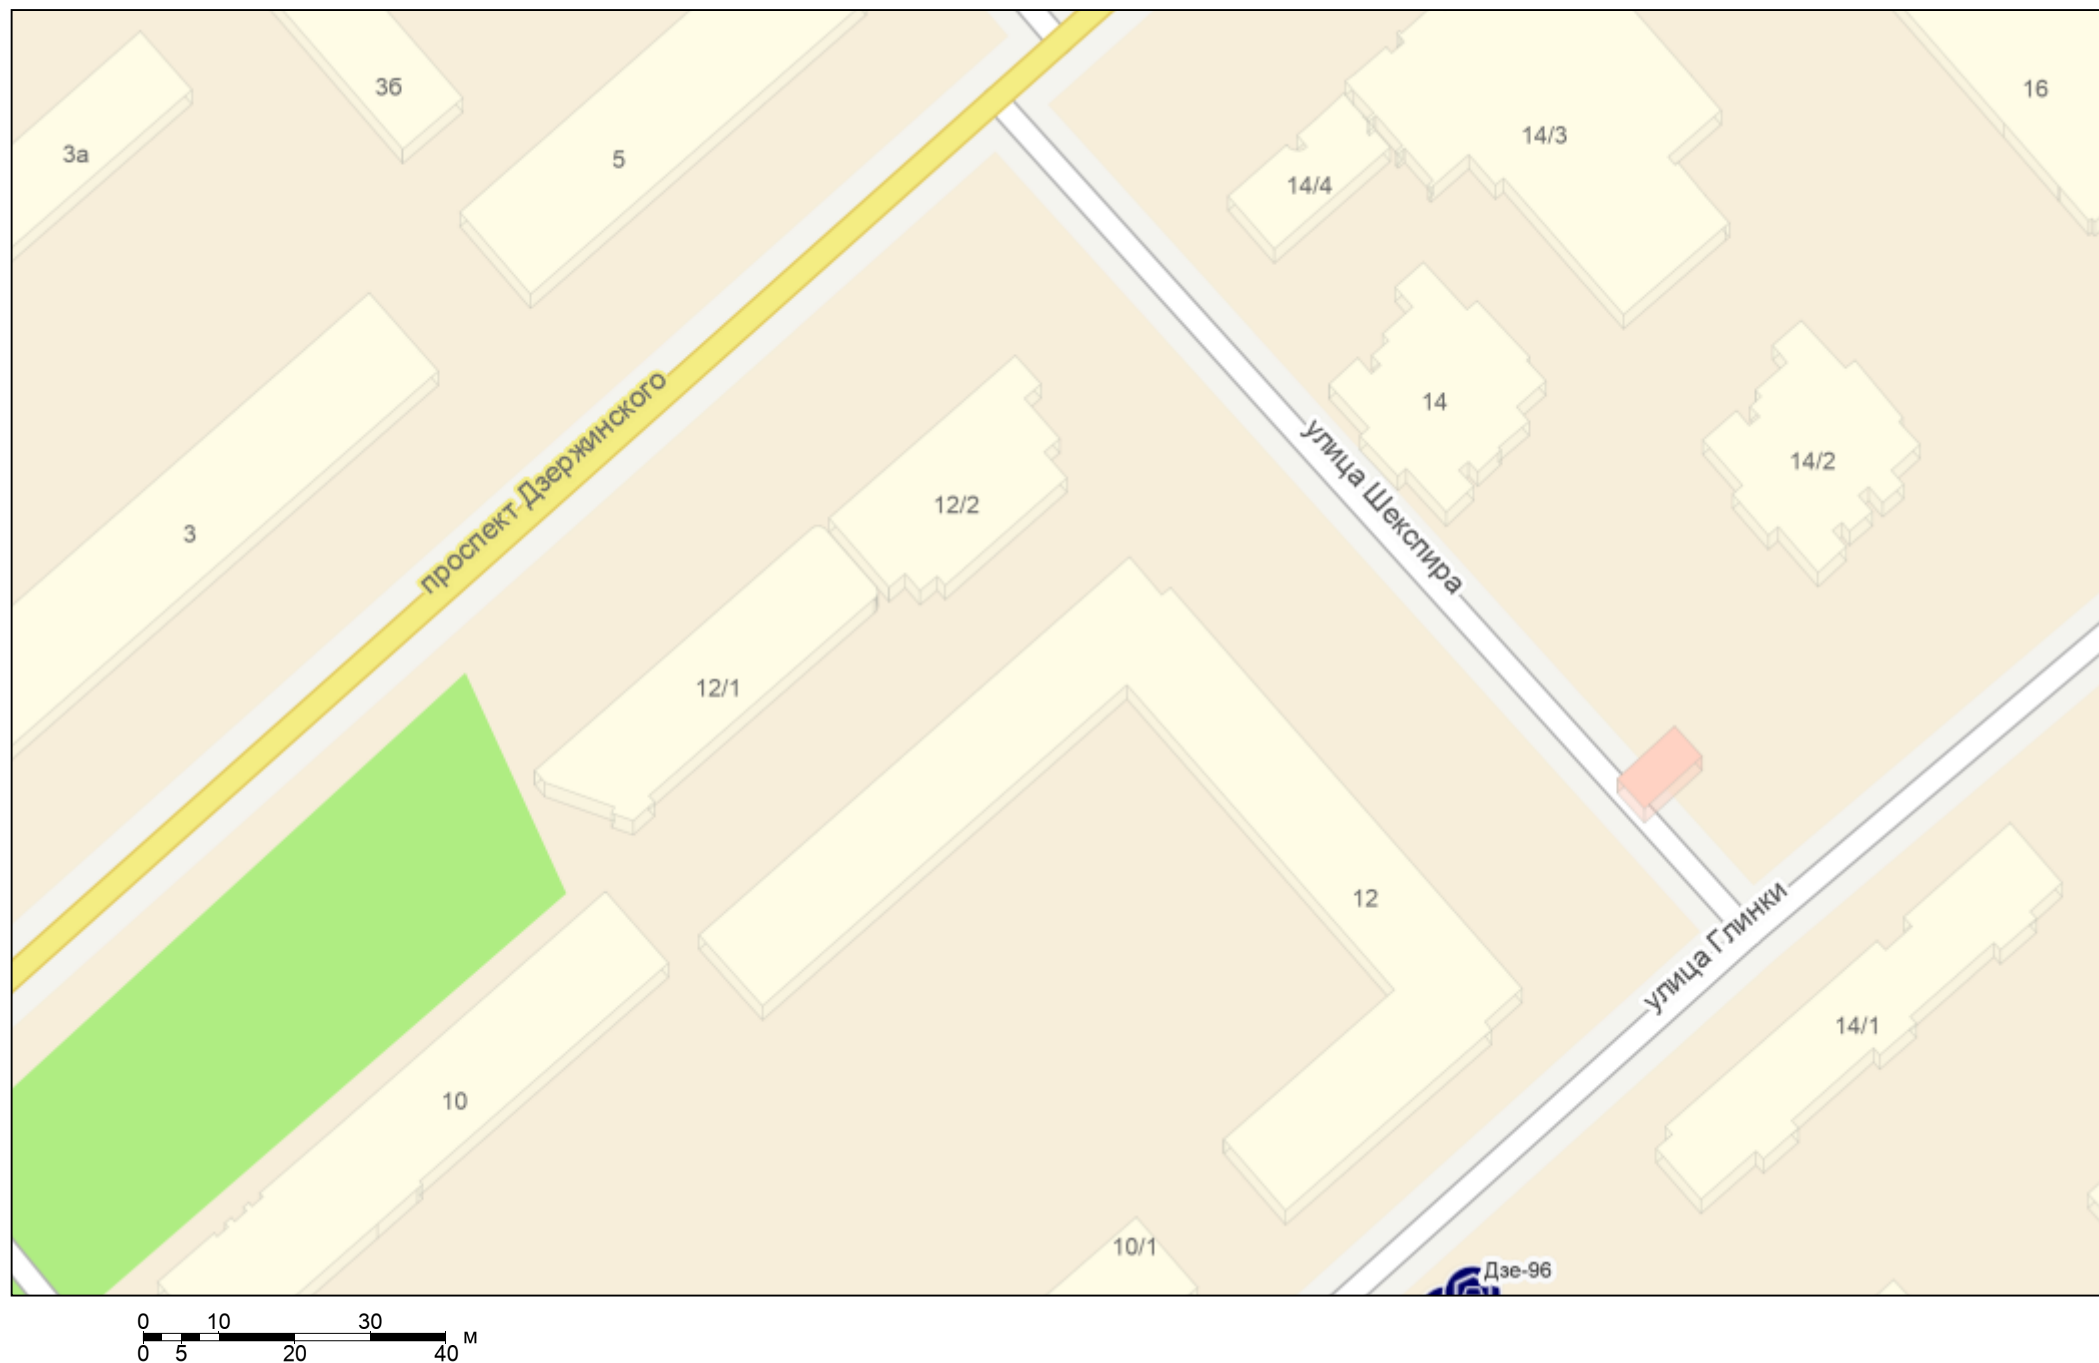 3б
16
14/3
3а
5
14/4
проспект Дзержинского
14
улица Шекспира
14/2
12/2
3
12/1
12
улица Глинки
14/1
10
10/1
Дзе-96
0 10 30
м
0 5 20 40